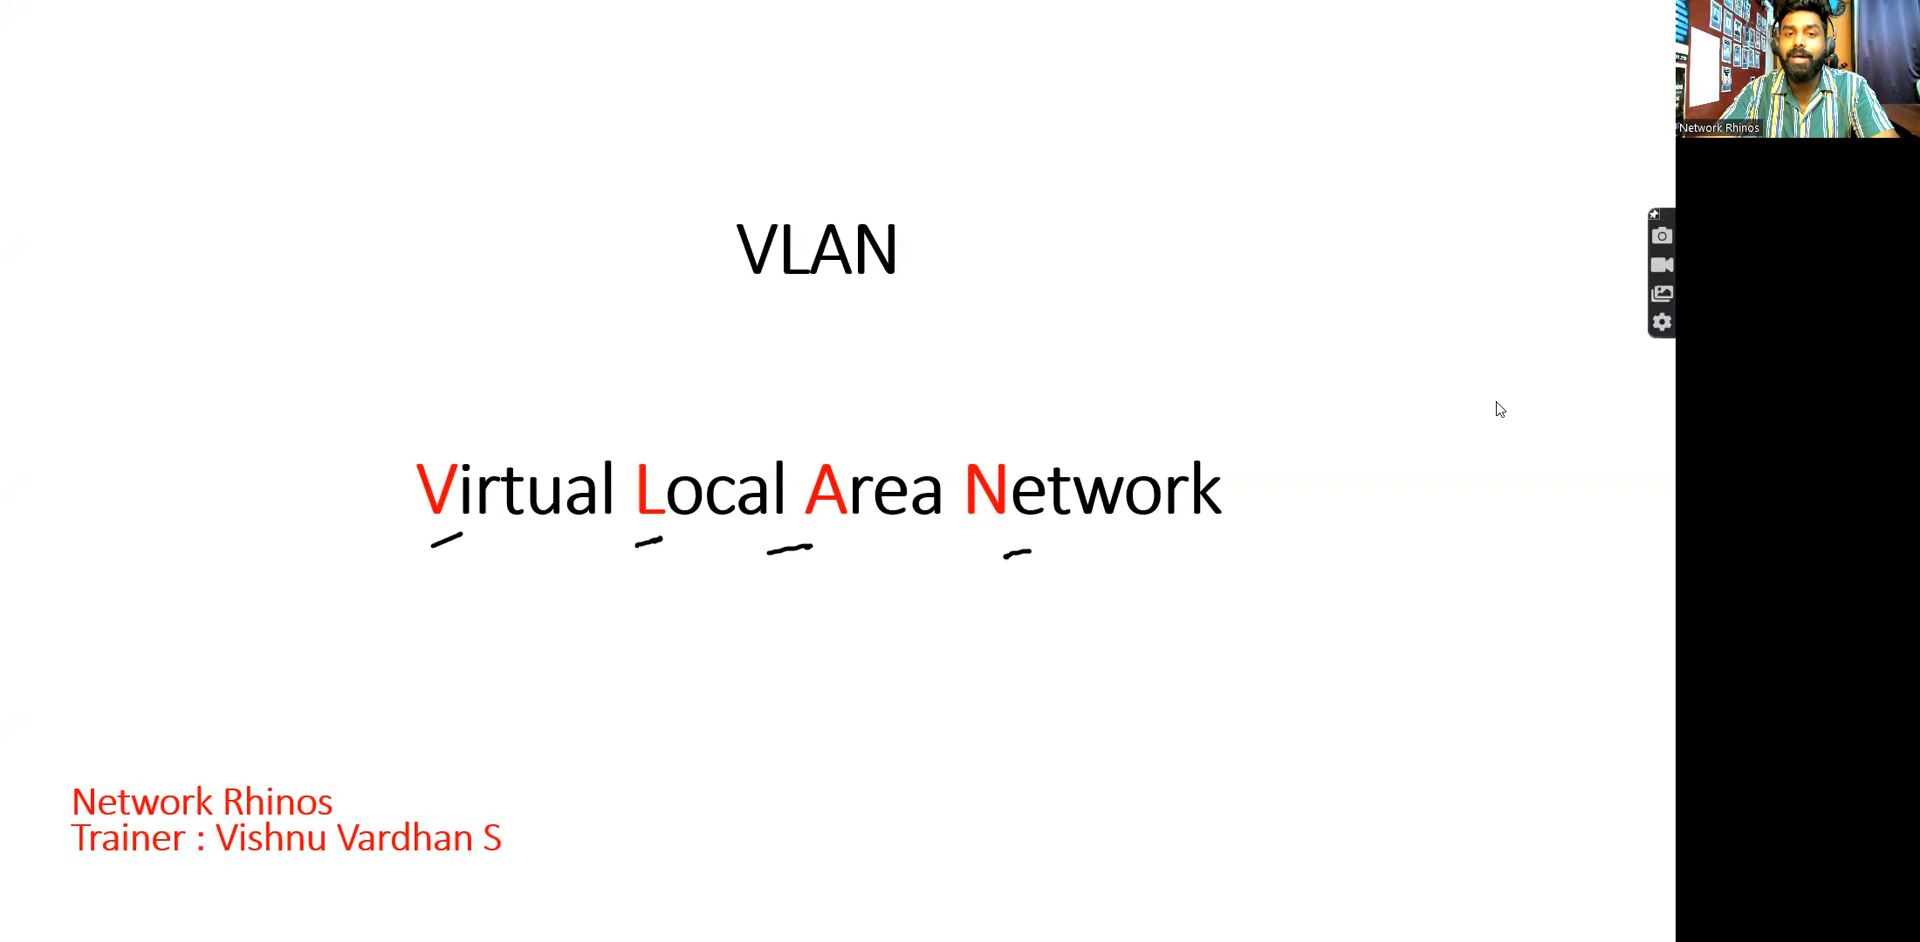 VLAN
Virtual Local Area Network
Network Rhinos
Trainer : Vishnu Vardhan S
Network Rhinos